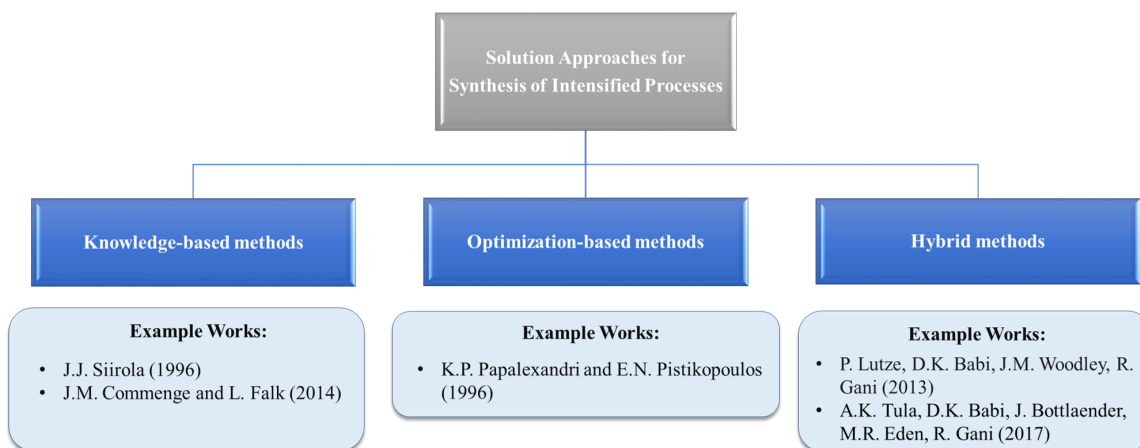 Solution Approaches for
Synthesis of Intensified Processes
Knowledge-based methods
Optimization-based methods
Hybrid methods
Example Works:
• J.J. Siirola (1996)
• J.M. Commenge and L. Falk (2014)
Example Works:
• K.P. Papalexandri and E.N. Pistikopoulos
(1996)
Example Works:
• P. Lutze, D.K. Babi, J.M. Woodley, R.
Gani (2013)
• A.K. Tula, D.K. Babi, J. Bottlaender,
M.R. Eden, R. Gani (2017)